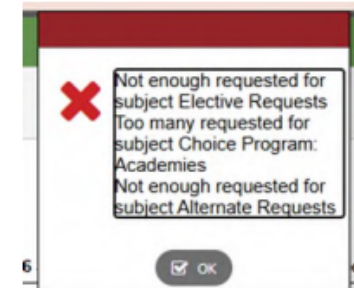 Not enough requested for
subject Elective Requests
Too many requested for
subject Choice Program:
Academies
Not enough requested for
subject Alternate Requests
6
OK